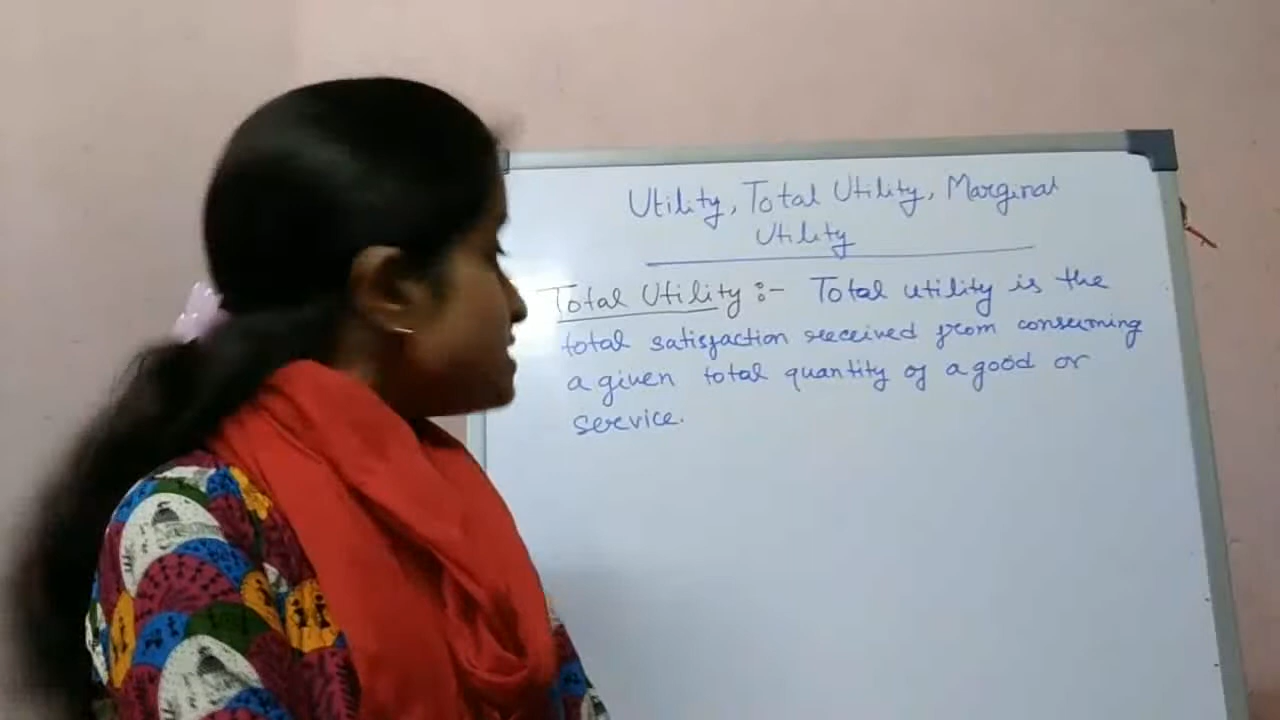 Utility, Total Utility, Marginal
Utility
Total Utility :- Total utility is the
total satisfaction received from consuming
a given total quantity of a good or
service.